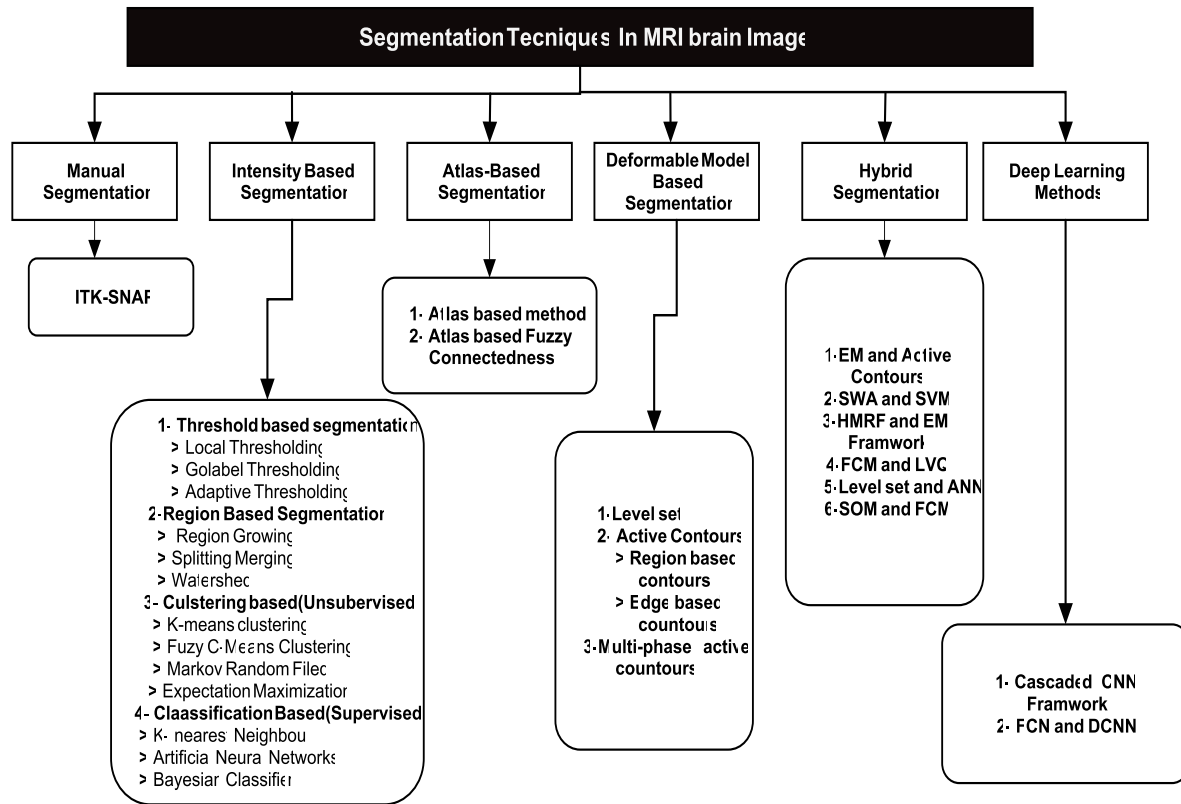 Segmentation Tecniques In MRI brain Image
Manual
Segmentation
Intensity Based
Segmentation
Atlas-Based
Segmentation
Deformable Model
Based
Segmentation
Hybrid
Segmentation
Deep Learning
Methods
ITK-SNAP
1- Threshold based segmentation
> Local Thresholding
> Golabel Thresholding
> Adaptive Thresholding
2-Region Based Segmentation
> Region Growing
> Splitting Merging
> Watershed
3- Culstering based(Unsubervised
> K-means clustering
> Fuzy C-Means Clustering
> Markov Random Filed
> Expectation Maximization
4- Claassification Based(Supervised
> K- nearest Neighbou
> Artificial Neural Networks
> Bayesian Classifier
1- Atlas based method
2- Atlas based Fuzzy
Connectedness
1-Level set
2- Active Contours
> Region based
contours
> Edge based
countours
3-Multi-phase active
countours
1-EM and Active
Contours
2-SWA and SVM
3-HMRF and EM
Framwork
4-FCM and LVQ
5-Level set and ANN
6-SOM and FCM
1- Cascaded CNN
Framwork
2- FCN and DCNN